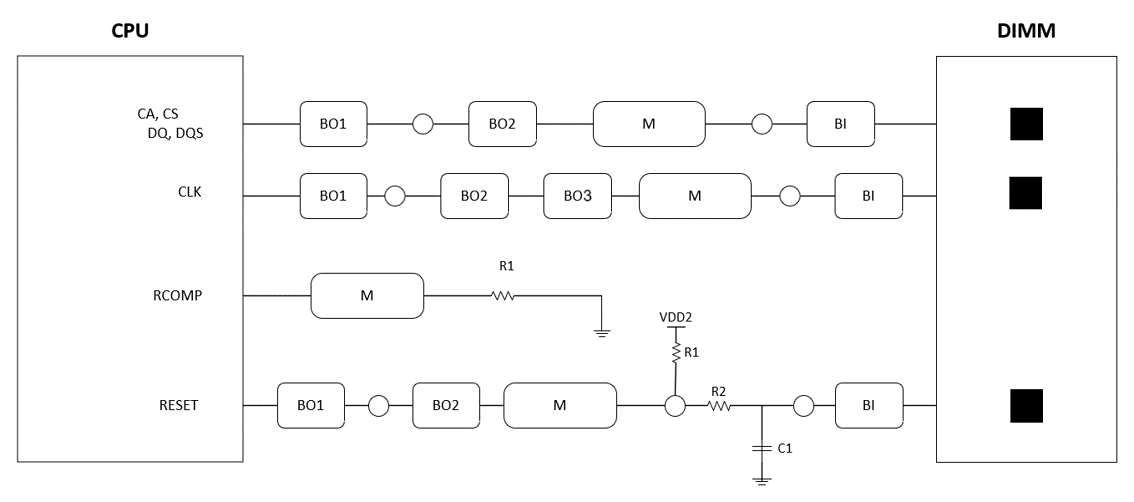 CPU
DIMM
CA, CS
DQ, DQS
BO1
BO2
M
BI
CLK
BO1
BO2
BO3
M
BI
RCOMP
M
R1
VDD2
R1
RESET
BO1
BO2
M
R2
BI
C1